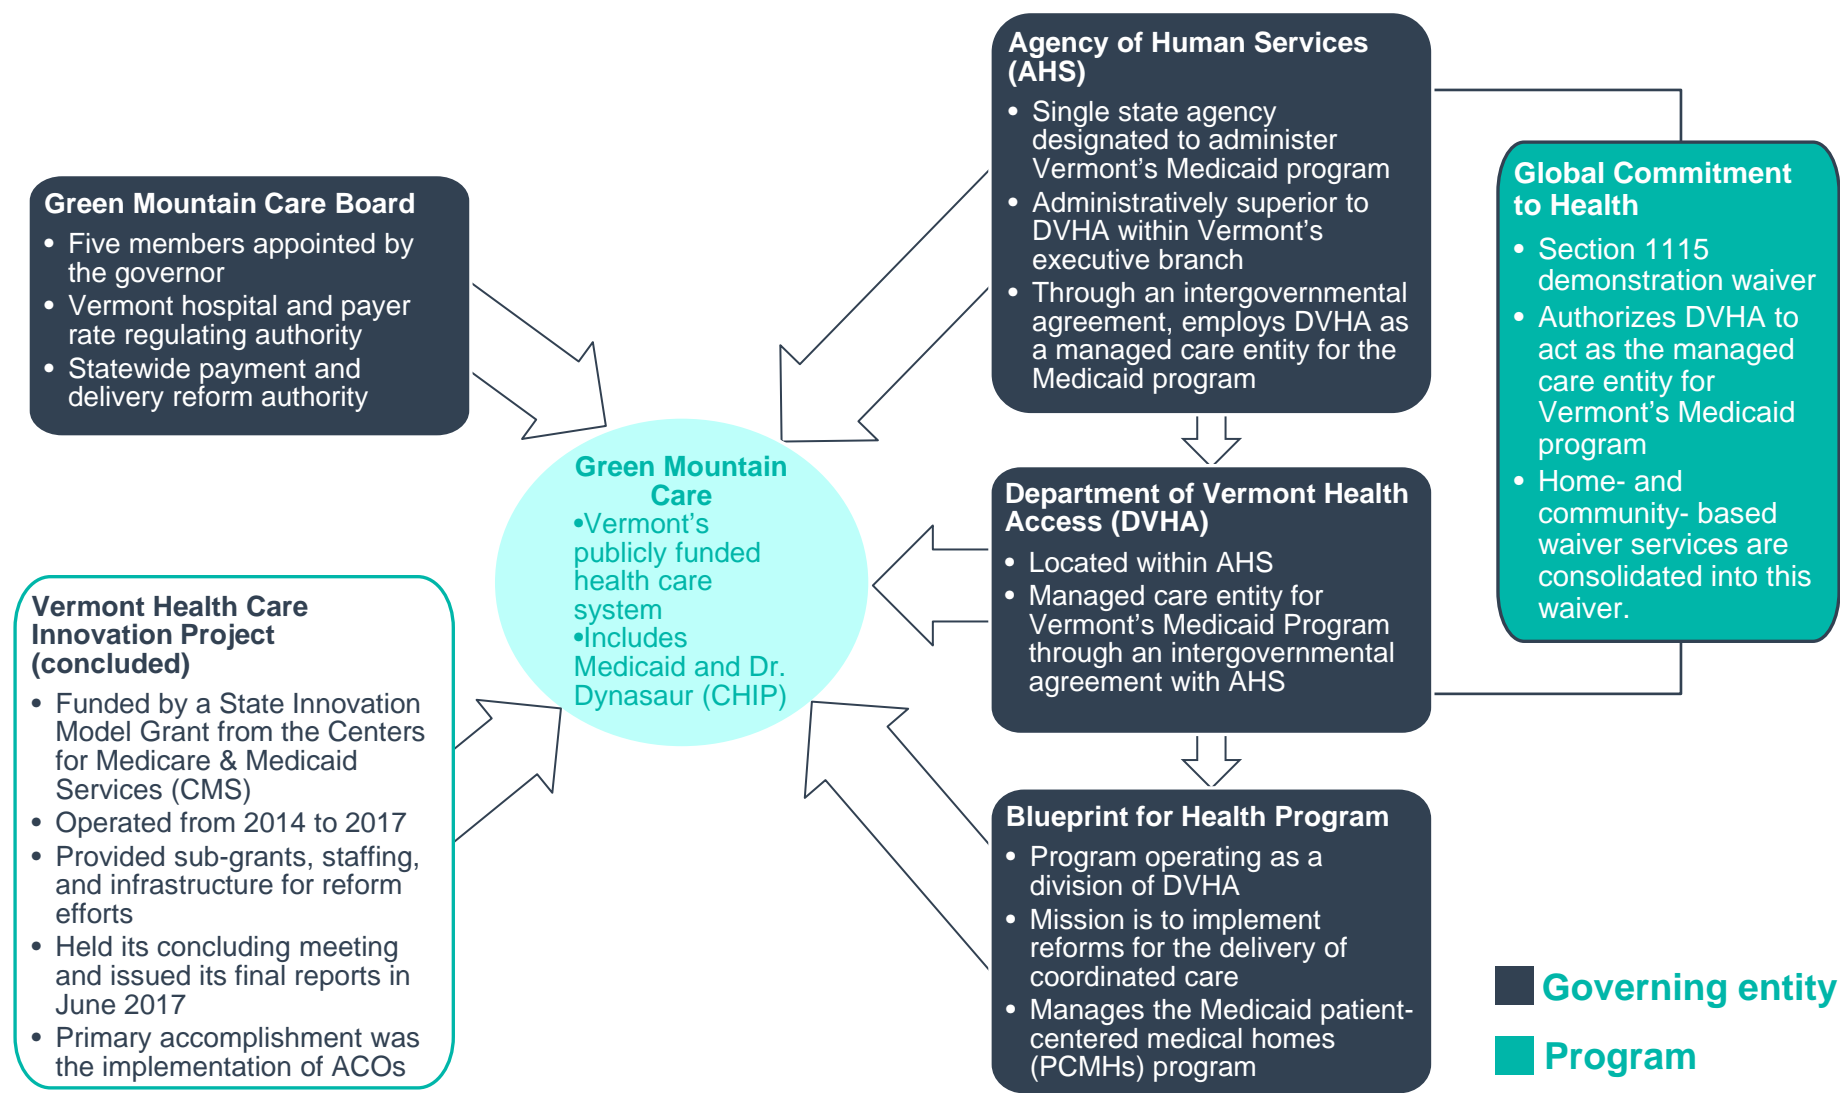 Green Mountain Care Board
• Five members appointed by
the governor
• Vermont hospital and payer
rate regulating authority
• Statewide payment and
delivery reform authority
Vermont Health Care
Innovation Project
(concluded)
• Funded by a State Innovation
Model Grant from the Centers
for Medicare & Medicaid
Services (CMS)
• Operated from 2014 to 2017
• Provided sub-grants, staffing,
and infrastructure for reform
efforts
• Held its concluding meeting
and issued its final reports in
June 2017
• Primary accomplishment was
the implementation of ACOs
Green Mountain
Care
•Vermont’s
publicly funded
health care
system
•Includes
Medicaid and Dr.
Dynasaur (CHIP)
Agency of Human Services
(AHS)
• Single state agency
designated to administer
Vermont’s Medicaid program
• Administratively superior to
DVHA within Vermont’s
executive branch
• Through an intergovernmental
agreement, employs DVHA as
a managed care entity for the
Medicaid program
Department of Vermont Health
Access (DVHA)
• Located within AHS
• Managed care entity for
Vermont’s Medicaid Program
through an intergovernmental
agreement with AHS
Blueprint for Health Program
• Program operating as a
division of DVHA
• Mission is to implement
reforms for the delivery of
coordinated care
• Manages the Medicaid patient-
centered medical homes
(PCMHs) program
Global Commitment
to Health
• Section 1115
demonstration waiver
• Authorizes DVHA to
act as the managed
care entity for
Vermont’s Medicaid
program
• Home- and
community- based
waiver services are
consolidated into this
waiver.
Governing entity
Program